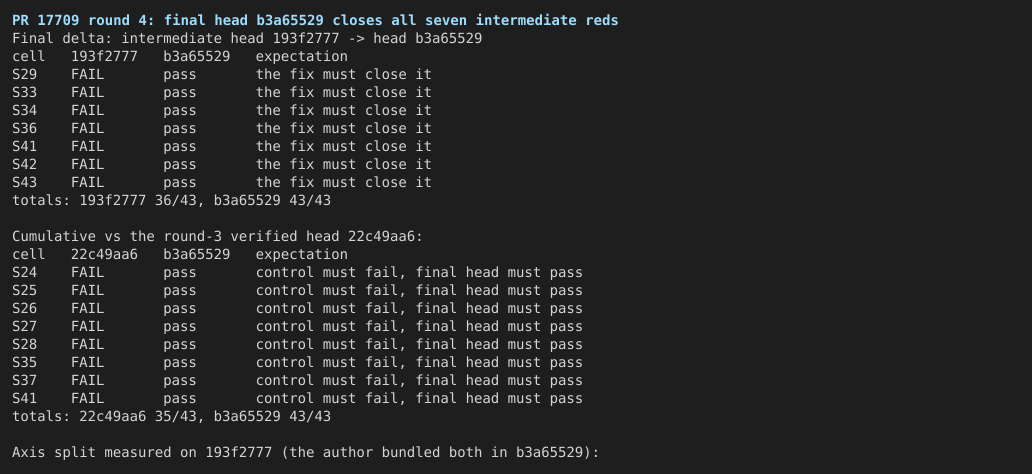 PR 17709 round 4: final head b3a65529 closes all seven intermediate reds
Final delta: intermediate head 193f2777 -> head b3a65529
cell   193f2777   b3a65529   expectation
S29   FAIL       pass       the fix must close it
S33   FAIL       pass       the fix must close it
S34   FAIL       pass       the fix must close it
S36   FAIL       pass       the fix must close it
S41   FAIL       pass       the fix must close it
S42   FAIL       pass       the fix must close it
S43   FAIL       pass       the fix must close it
totals: 193f2777 36/43, b3a65529 43/43

Cumulative vs the round-3 verified head 22c49aa6:
cell   22c49aa6   b3a65529   expectation
S24   FAIL       pass       control must fail, final head must pass
S25   FAIL       pass       control must fail, final head must pass
S26   FAIL       pass       control must fail, final head must pass
S27   FAIL       pass       control must fail, final head must pass
S28   FAIL       pass       control must fail, final head must pass
S35   FAIL       pass       control must fail, final head must pass
S37   FAIL       pass       control must fail, final head must pass
S41   FAIL       pass       control must fail, final head must pass
totals: 22c49aa6 35/43, b3a65529 43/43

Axis split measured on 193f2777 (the author bundled both in b3a65529):